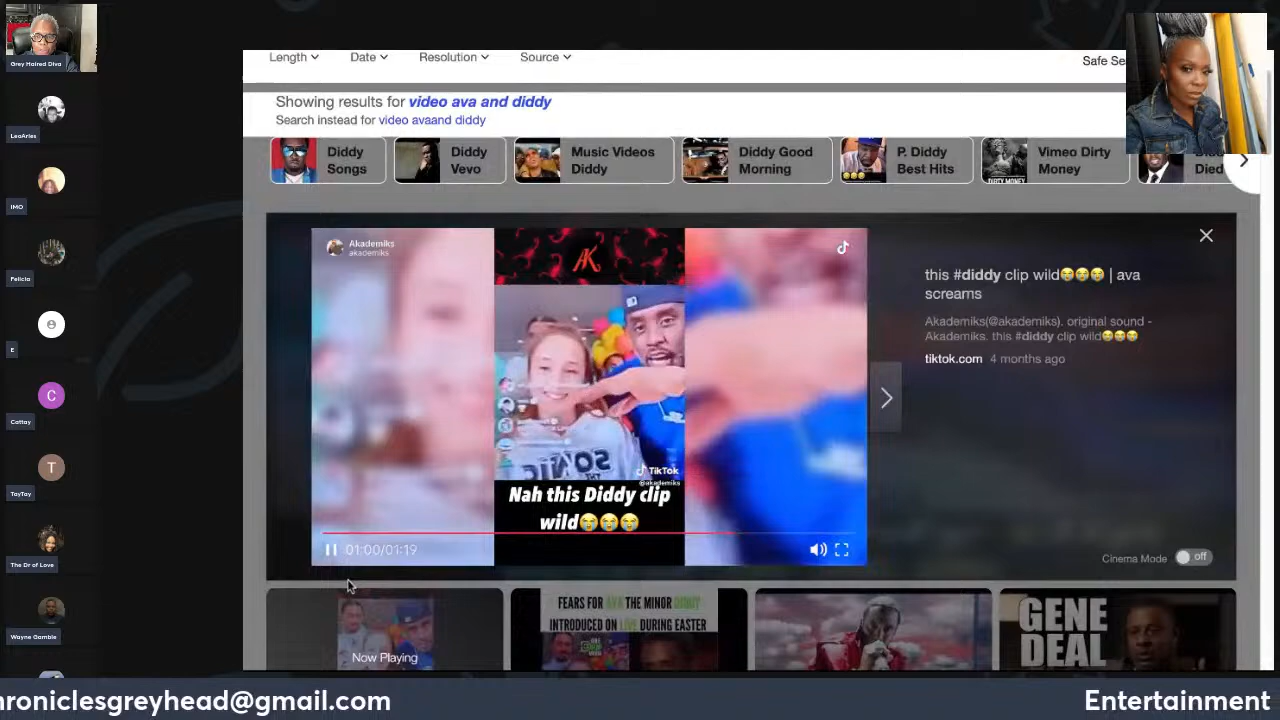 Grey Haired Diva
LeoAries
IMO
Felicia
E
C
Cattay
T
TayTay
The Dr of Love
Wayne Gamble
Length
Date
Resolution
Source
Safe Se
Showing results for video ava and diddy
Search instead for video avaand diddy
Diddy
Songs
Diddy
Vevo
Music Videos
Diddy
Diddy Good
Morning
P. Diddy
Best Hits
Vimeo Dirty
Money
Died
Akademiks
akademiks
AK
SONIC
TikTok
@akademiks
Nah this Diddy clip
wild😭😭😭
01:00/01:19
this #diddy clip wild😭😭😭 | ava
screams
Akademiks(@akademiks). original sound -
Akademiks. this #diddy clip wild😭😭😭
tiktok.com 4 months ago
Cinema Mode off
Now Playing
FEARS FOR AVA THE MINOR DIDDY
INTRODUCED ON LIVE DURING EASTER
GENE
DEAL
hroniclesgreyhead@gmail.com
Entertainment